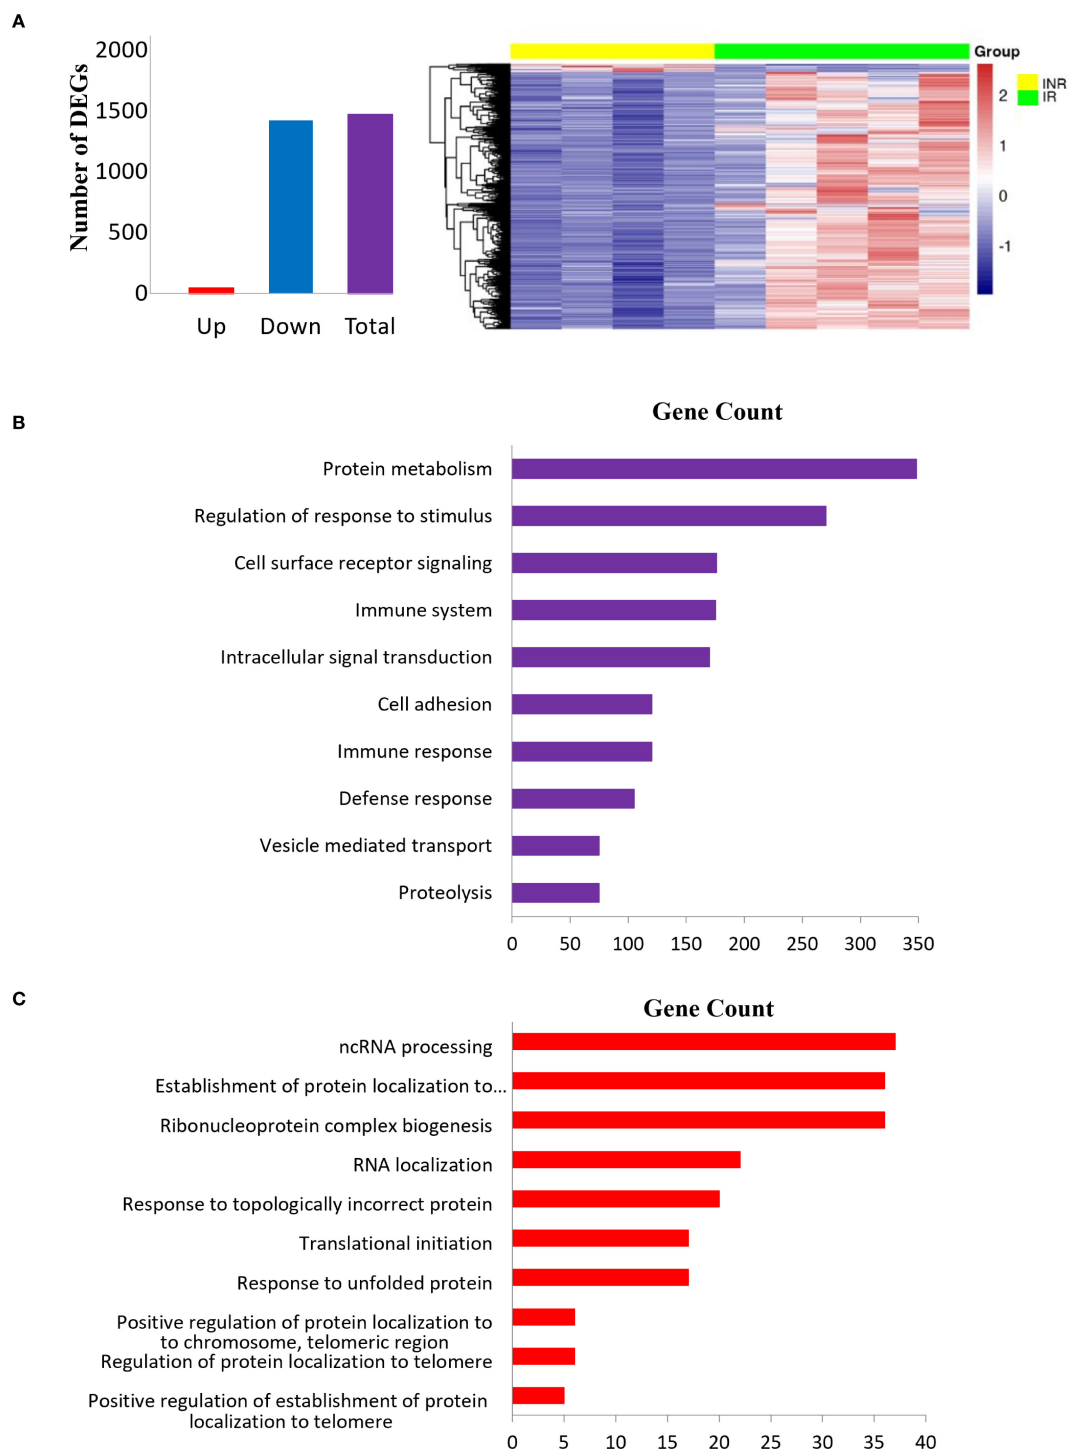 A
2000
1500
1000
500
0
Number of DEGs
Up Down Total
Group
INR
IR
2
1
0
-1
B
Gene Count
Protein metabolism
Regulation of response to stimulus
Cell surface receptor signaling
Immune system
Intracellular signal transduction
Cell adhesion
Immune response
Defense response
Vesicle mediated transport
Proteolysis
0 50 100 150 200 250 300 350
C
Gene Count
ncRNA processing
Establishment of protein localization to...
Ribonucleoprotein complex biogenesis
RNA localization
Response to topologically incorrect protein
Translational initiation
Response to unfolded protein
Positive regulation of protein localization to
to chromosome, telomeric region
Regulation of protein localization to telomere
Positive regulation of establishment of protein
localization to telomere
0 5 10 15 20 25 30 35 40